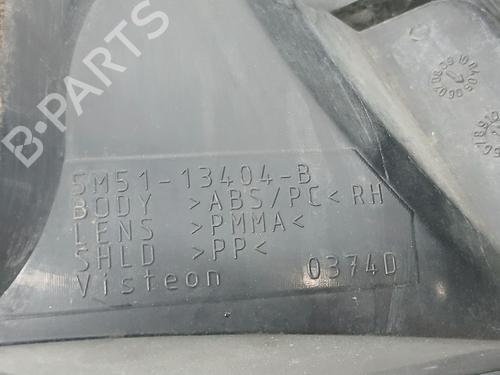 B-PARTS
5M51-13404-B
BODY >ABS/PC< RH
LENS >PMMA<
SHLD >PP<
Visteon 0374D